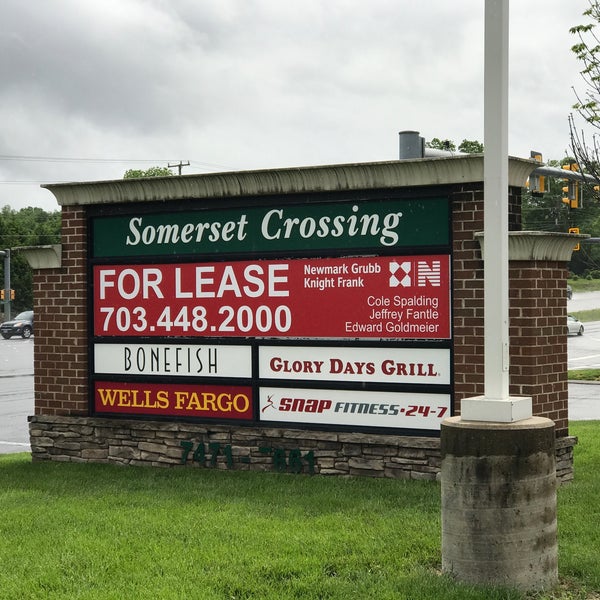 Somerset Crossing
FOR LEASE
703.448.2000
Newmark Grubb
Knight Frank
N
Cole Spalding
Jeffrey Fantle
Edward Goldmeier
BONEFISH
GLORY DAYS GRILL
WELLS FARGO
SNAP FITNESS·24-7
7471 -